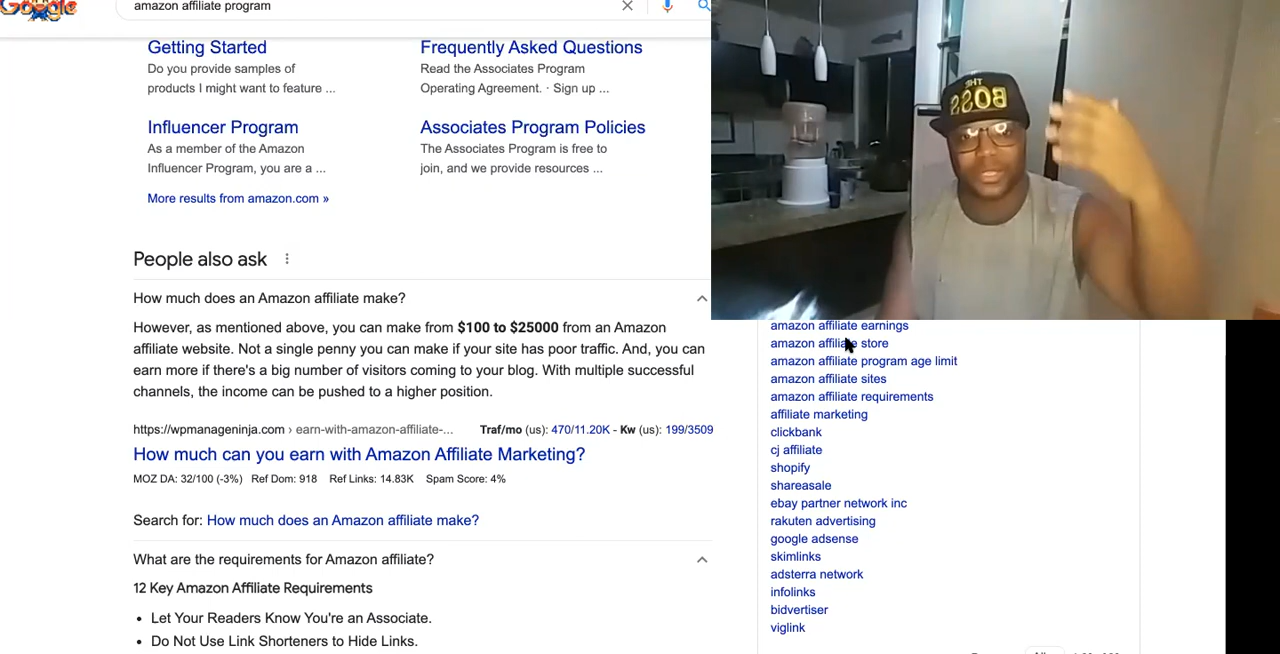 Google
amazon affiliate program
Getting Started
Do you provide samples of
products I might want to feature ...
Frequently Asked Questions
Read the Associates Program
Operating Agreement. · Sign up ...
Influencer Program
As a member of the Amazon
Influencer Program, you are a ...
Associates Program Policies
The Associates Program is free to
join, and we provide resources ...
More results from amazon.com »
THE
BOSS
People also ask
How much does an Amazon affiliate make?
However, as mentioned above, you can make from $100 to $25000 from an Amazon
affiliate website. Not a single penny you can make if your site has poor traffic. And, you can
earn more if there's a big number of visitors coming to your blog. With multiple successful
channels, the income can be pushed to a higher position.
https://wpmanageninja.com › earn-with-amazon-affiliate-... Traf/mo (us): 470/11.20K - Kw (us): 199/3509
How much can you earn with Amazon Affiliate Marketing?
MOZ DA: 32/100 (-3%) Ref Dom: 918 Ref Links: 14.83K Spam Score: 4%
Search for: How much does an Amazon affiliate make?
What are the requirements for Amazon affiliate?
12 Key Amazon Affiliate Requirements
• Let Your Readers Know You're an Associate.
• Do Not Use Link Shorteners to Hide Links.
amazon affiliate earnings
amazon affiliate store
amazon affiliate program age limit
amazon affiliate sites
amazon affiliate requirements
affiliate marketing
clickbank
cj affiliate
shopify
shareasale
ebay partner network inc
rakuten advertising
google adsense
skimlinks
adsterra network
infolinks
bidvertiser
viglink